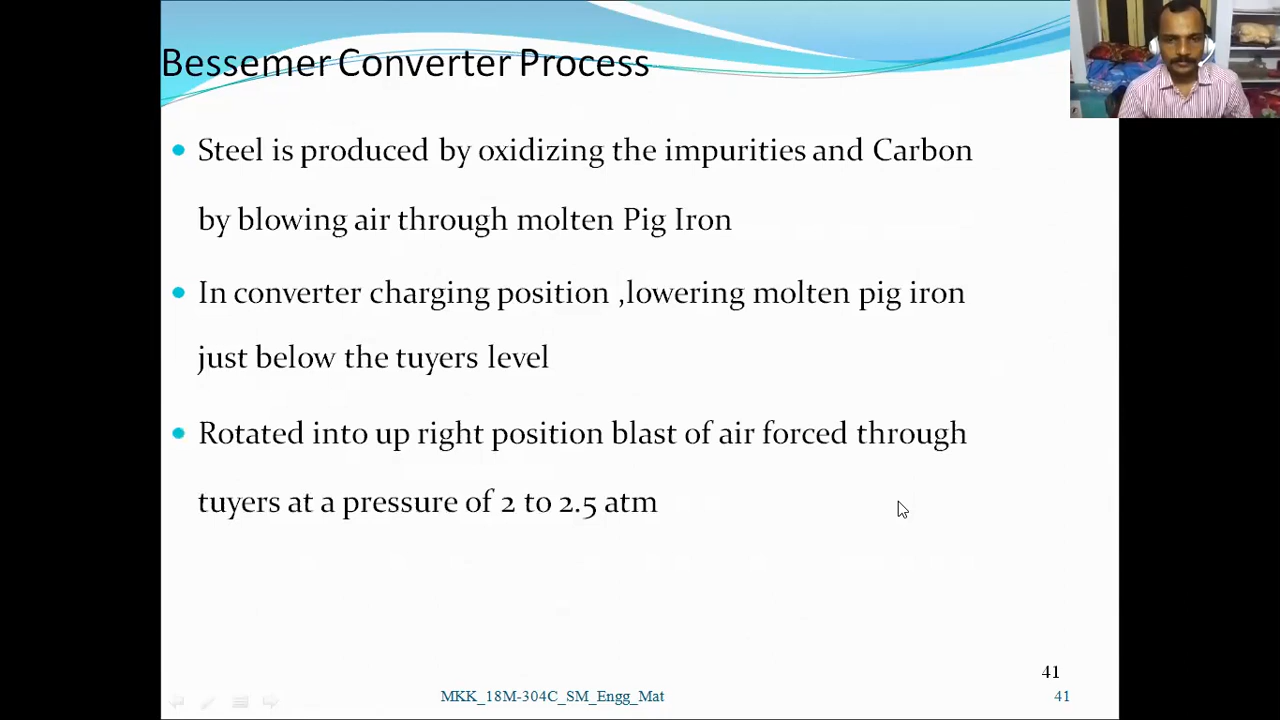 Bessemer Converter Process
• Steel is produced by oxidizing the impurities and Carbon
by blowing air through molten Pig Iron
• In converter charging position ,lowering molten pig iron
just below the tuyers level
• Rotated into up right position blast of air forced through
tuyers at a pressure of 2 to 2.5 atm
41
MKK_18M-304C_SM_Engg_Mat 41